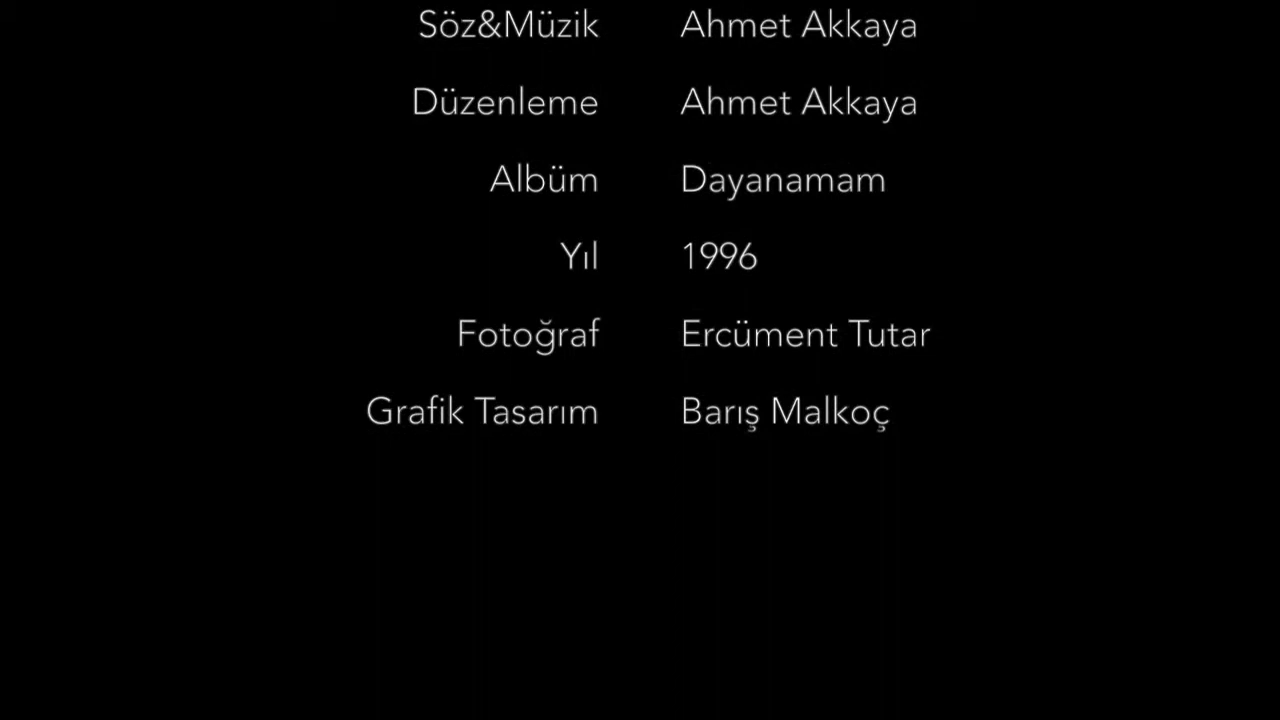 Söz&Müzik Ahmet Akkaya
Düzenleme Ahmet Akkaya
Albüm Dayanamam
Yıl 1996
Fotoğraf Ercüment Tutar
Grafik Tasarım Barış Malkoç